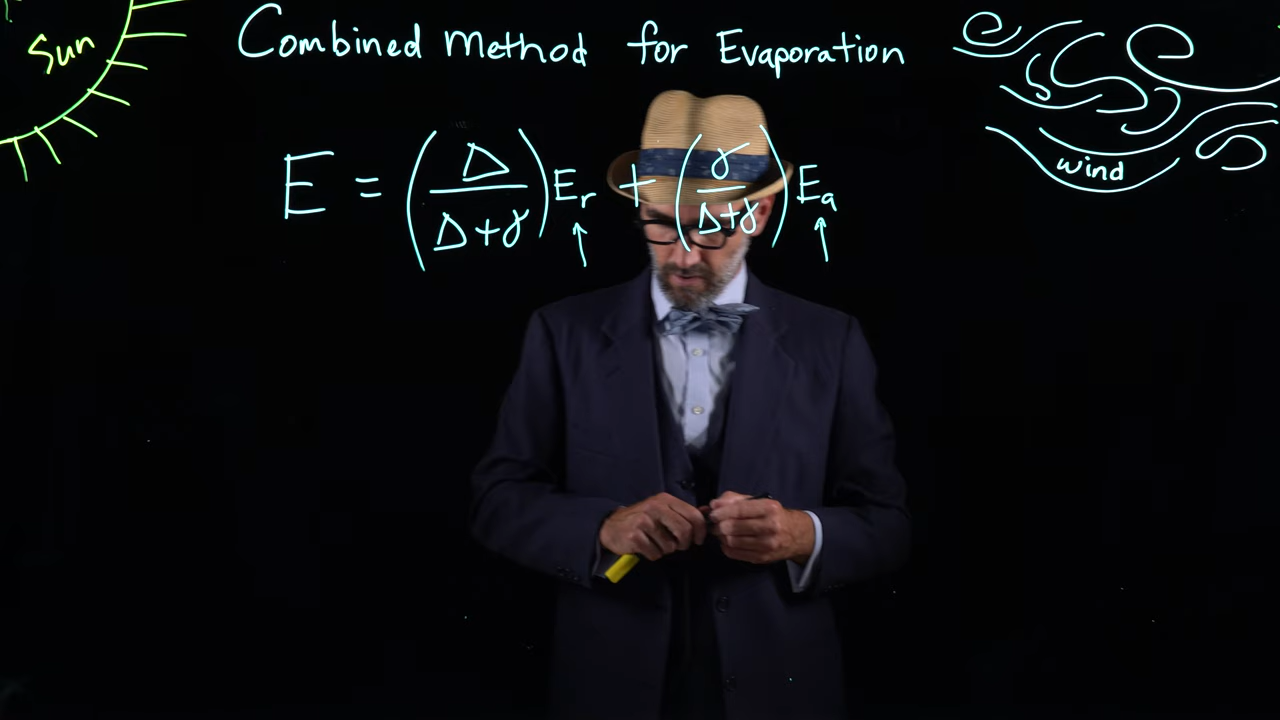 Sun
Combined Method for Evaporation
wind
E = (Δ/(Δ+γ)) Er + (γ/(Δ+γ)) Ea